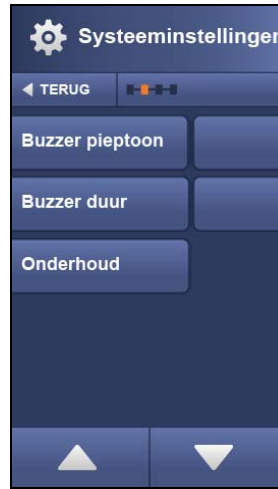 Systeeminstellingen
TERUG
Buzzer pieptoon
Buzzer duur
Onderhoud